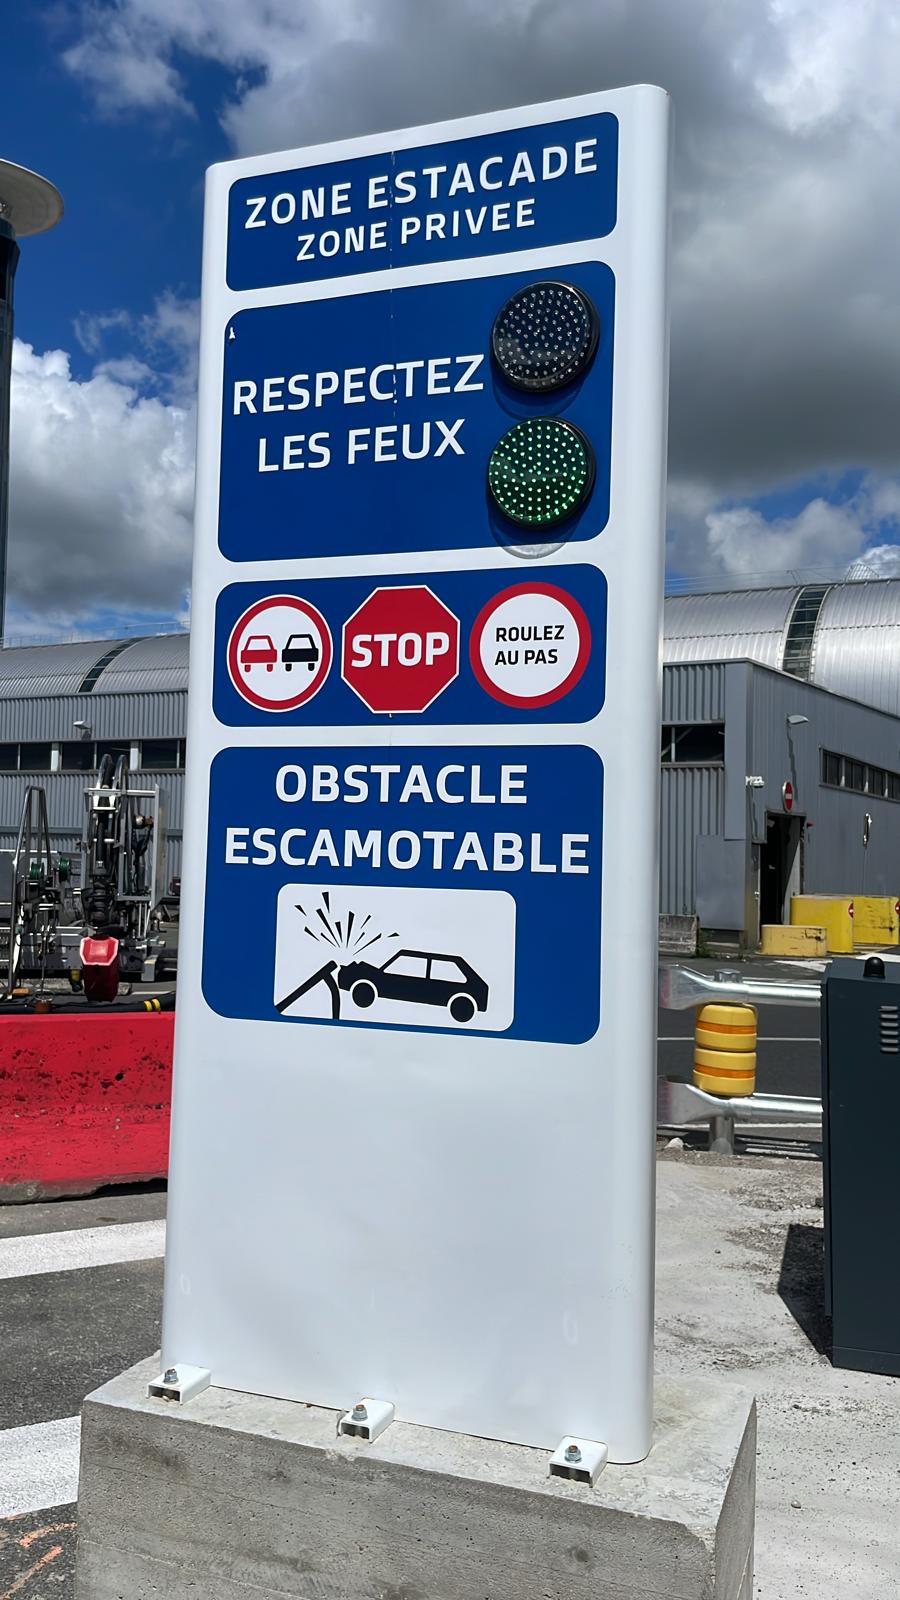 ZONE ESTACADE
ZONE PRIVEE
RESPECTEZ
LES FEUX
STOP
ROULEZ
AU PAS
OBSTACLE
ESCAMOTABLE